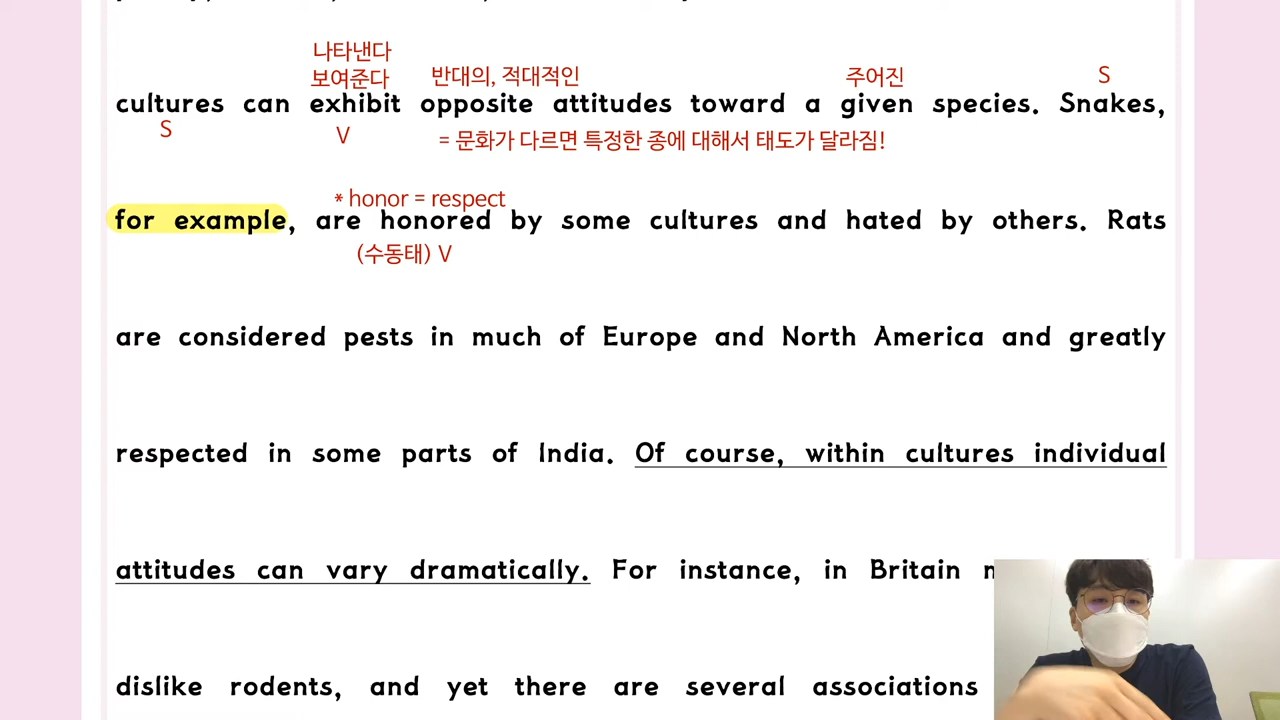 나타낸다
보여준다 반대의, 적대적인 주어진 S
cultures can exhibit opposite attitudes toward a given species. Snakes,
S V = 문화가 다르면 특정한 종에 대해서 태도가 달라짐!
* honor = respect
for example, are honored by some cultures and hated by others. Rats
(수동태) V
are considered pests in much of Europe and North America and greatly
respected in some parts of India. Of course, within cultures individual
attitudes can vary dramatically. For instance, in Britain
dislike rodents, and yet there are several associations